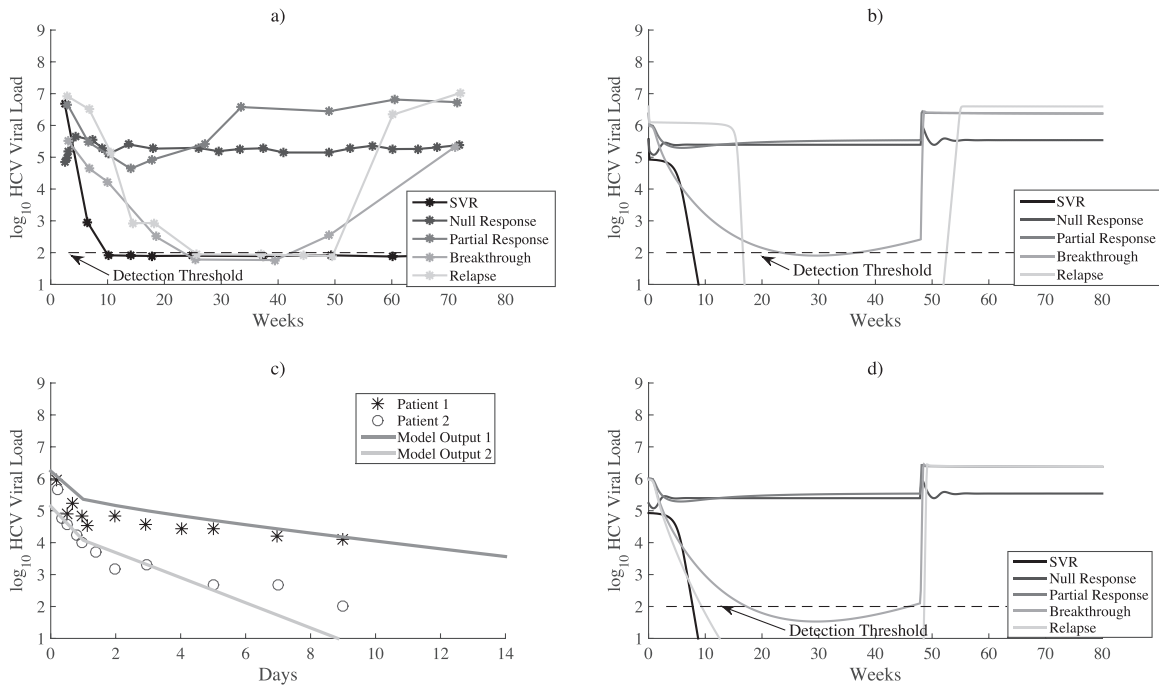 a)
log10 HCV Viral Load
9
8
7
6
5
4
3
2
1
0 10 20 30 40 50 60 70 80
Weeks
SVR
Null Response
Partial Response
Breakthrough
Relapse
Detection Threshold
b)
log10 HCV Viral Load
9
8
7
6
5
4
3
2
1
0 10 20 30 40 50 60 70 80
Weeks
SVR
Null Response
Partial Response
Breakthrough
Relapse
Detection Threshold
c)
log10 HCV Viral Load
9
8
7
6
5
4
3
2
1
0 2 4 6 8 10 12 14
Days
Patient 1
Patient 2
Model Output 1
Model Output 2
d)
log10 HCV Viral Load
9
8
7
6
5
4
3
2
1
0 10 20 30 40 50 60 70 80
Weeks
SVR
Null Response
Partial Response
Breakthrough
Relapse
Detection Threshold